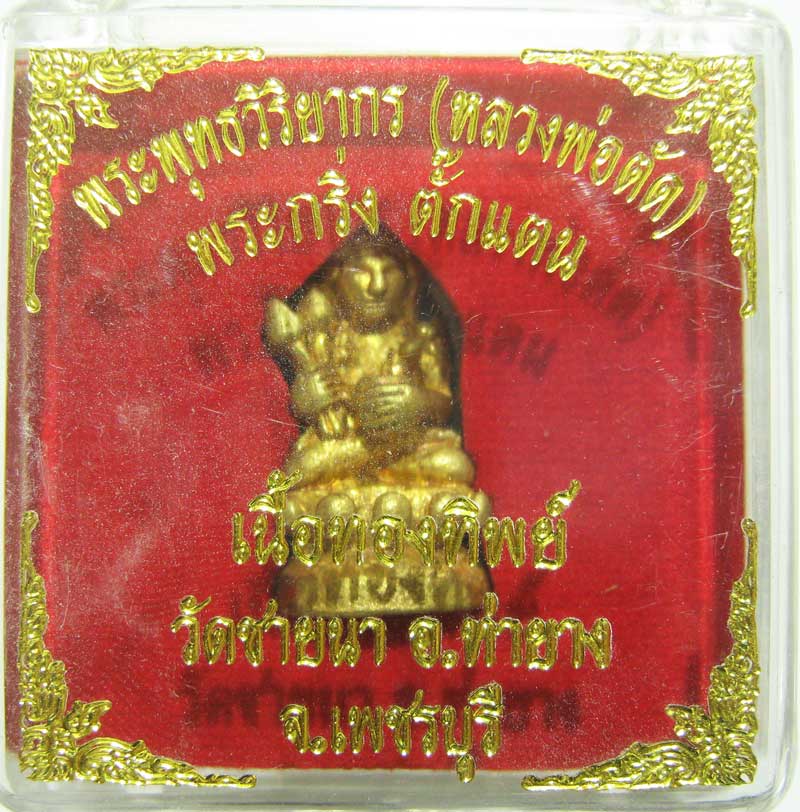 พระพุทธวิริยากร (หลวงพ่อตัด)
พระกริ่ง ตั๊กแตน
เนื้อทองทิพย์
วัดชายนา อ.ท่ายาง
จ.เพชรบุรี